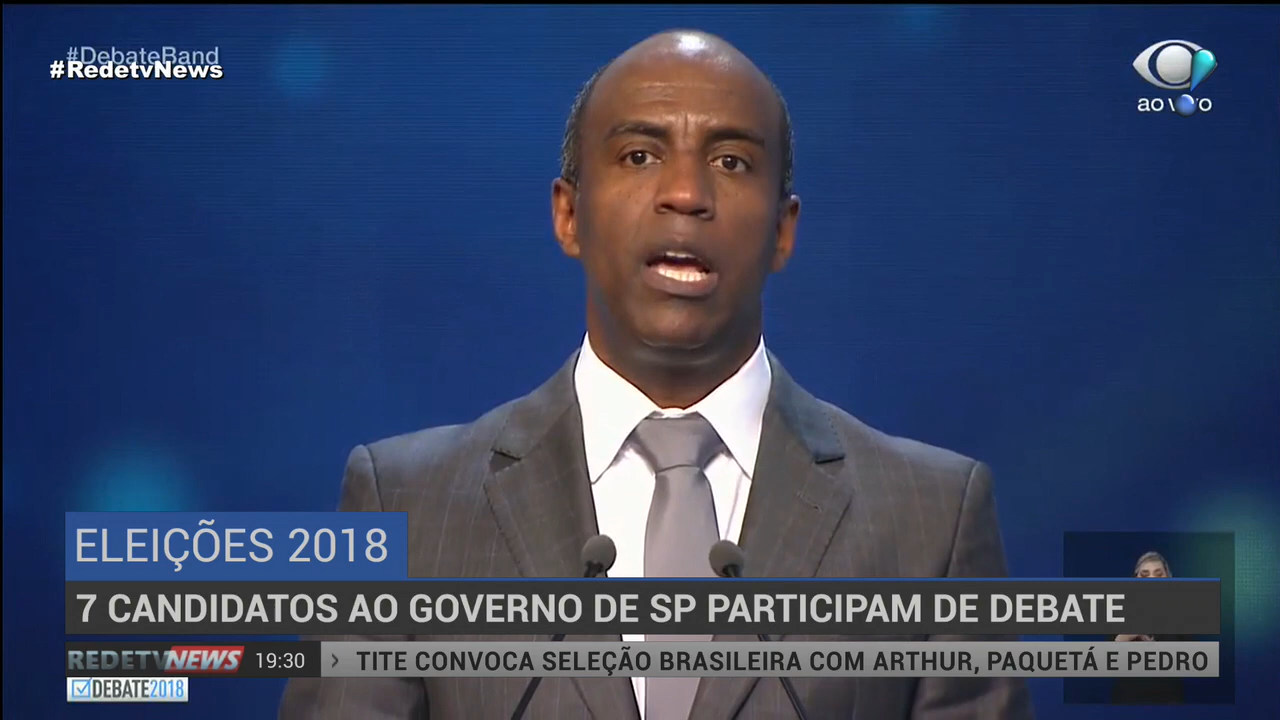 #DebateBand
#RedetvNews
ao vivo
ELEIÇÕES 2018
7 CANDIDATOS AO GOVERNO DE SP PARTICIPAM DE DEBATE
REDETV NEWS 19:30 › TITE CONVOCA SELEÇÃO BRASILEIRA COM ARTHUR, PAQUETÁ E PEDRO
DEBATE2018